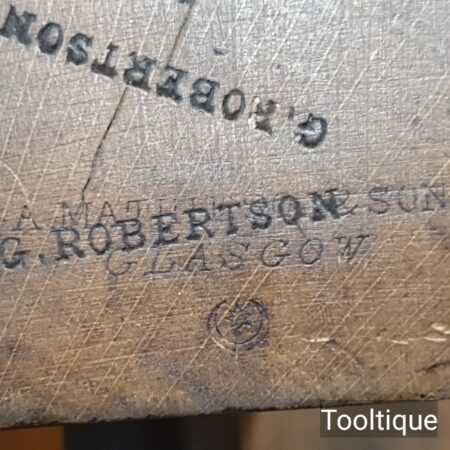 G. ROBERTSON
A MATHIESON & SON
G. ROBERTSON
GLASGOW
Tooltique